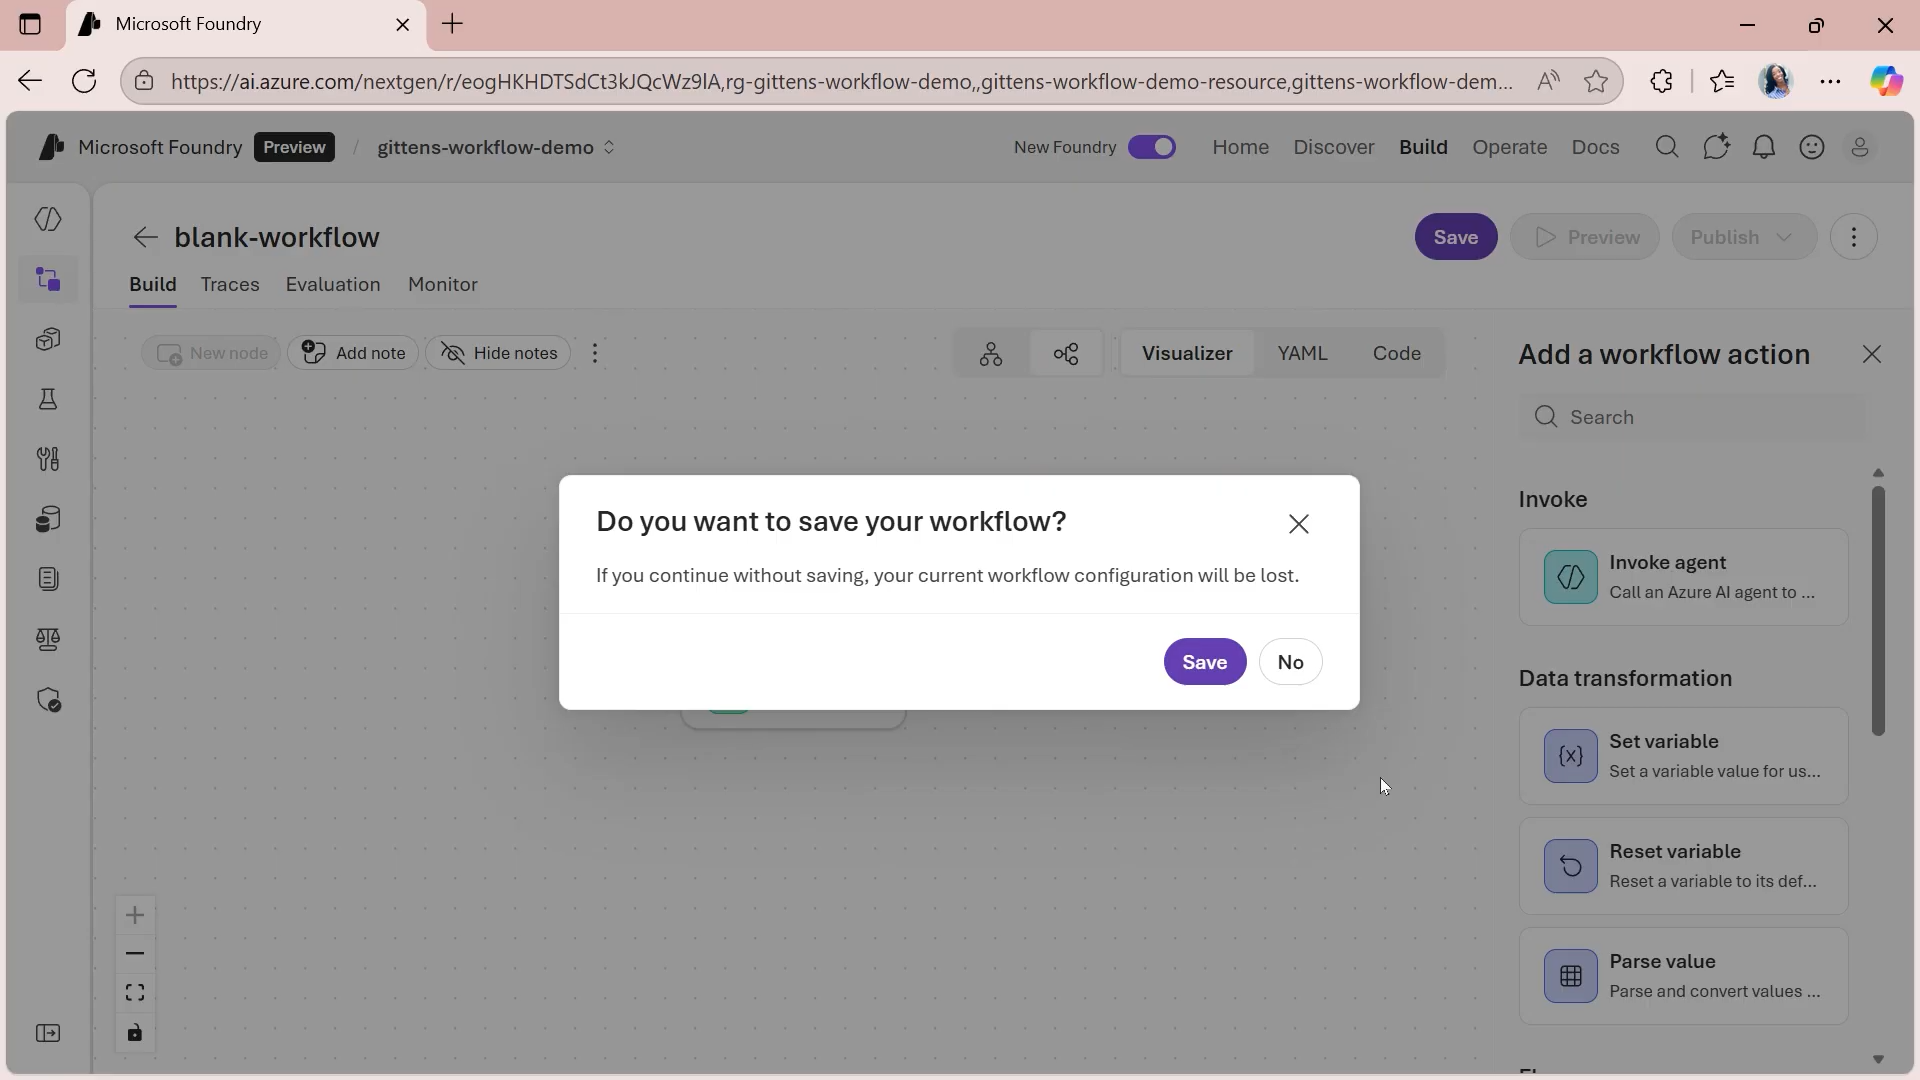 Microsoft Foundry
https://ai.azure.com/nextgen/r/eogHKHDTSdCt3kJQcWz9lA,rg-gittens-workflow-demo,,gittens-workflow-demo-resource,gittens-workflow-dem...
Microsoft Foundry Preview / gittens-workflow-demo New Foundry Home Discover Build Operate Docs
blank-workflow Save Preview Publish
Build Traces Evaluation Monitor
New node Add note Hide notes Visualizer YAML Code
Add a workflow action
Search
Do you want to save your workflow?
If you continue without saving, your current workflow configuration will be lost.
Save No
Invoke
Invoke agent
Call an Azure AI agent to ...
Data transformation
Set variable
Set a variable value for us...
Reset variable
Reset a variable to its def...
Parse value
Parse and convert values ...